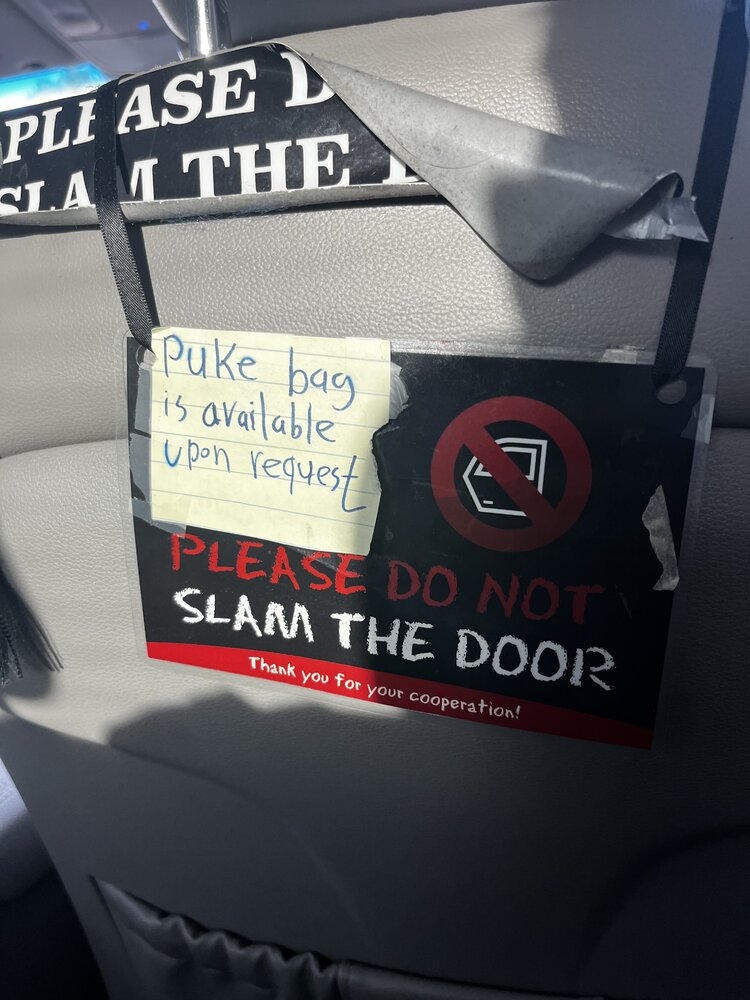 PLEASE D
SLAM THE
Puke bag
is available
upon request
PLEASE DO NOT
SLAM THE DOOR
Thank you for your cooperation!